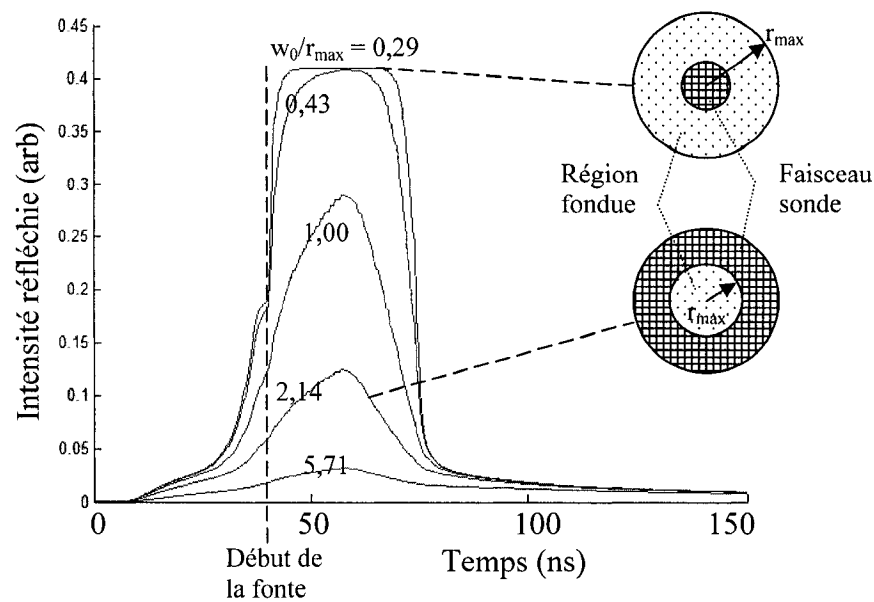 0.45
0.4
0.35
0.3
0.25
0.2
0.15
0.1
0.05
0
Intensité réfléchie (arb)
w₀/rₘₐₓ = 0,29
0,43
1,00
2,14
5,71
rₘₐₓ
Région
fondue
Faisceau
sonde
rₘₐₓ
0
50
100
150
Début de
la fonte
Temps (ns)